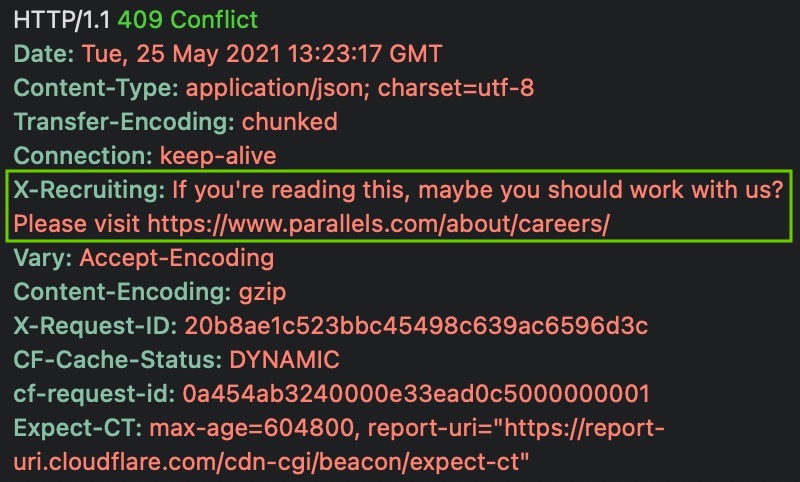 HTTP/1.1 409 Conflict
Date: Tue, 25 May 2021 13:23:17 GMT
Content-Type: application/json; charset=utf-8
Transfer-Encoding: chunked
Connection: keep-alive
X-Recruiting: If you're reading this, maybe you should work with us?
Please visit https://www.parallels.com/about/careers/
Vary: Accept-Encoding
Content-Encoding: gzip
X-Request-ID: 20b8ae1c523bbc45498c639ac6596d3c
CF-Cache-Status: DYNAMIC
cf-request-id: 0a454ab3240000e33ead0c5000000001
Expect-CT: max-age=604800, report-uri="https://report-
uri.cloudflare.com/cdn-cgi/beacon/expect-ct"